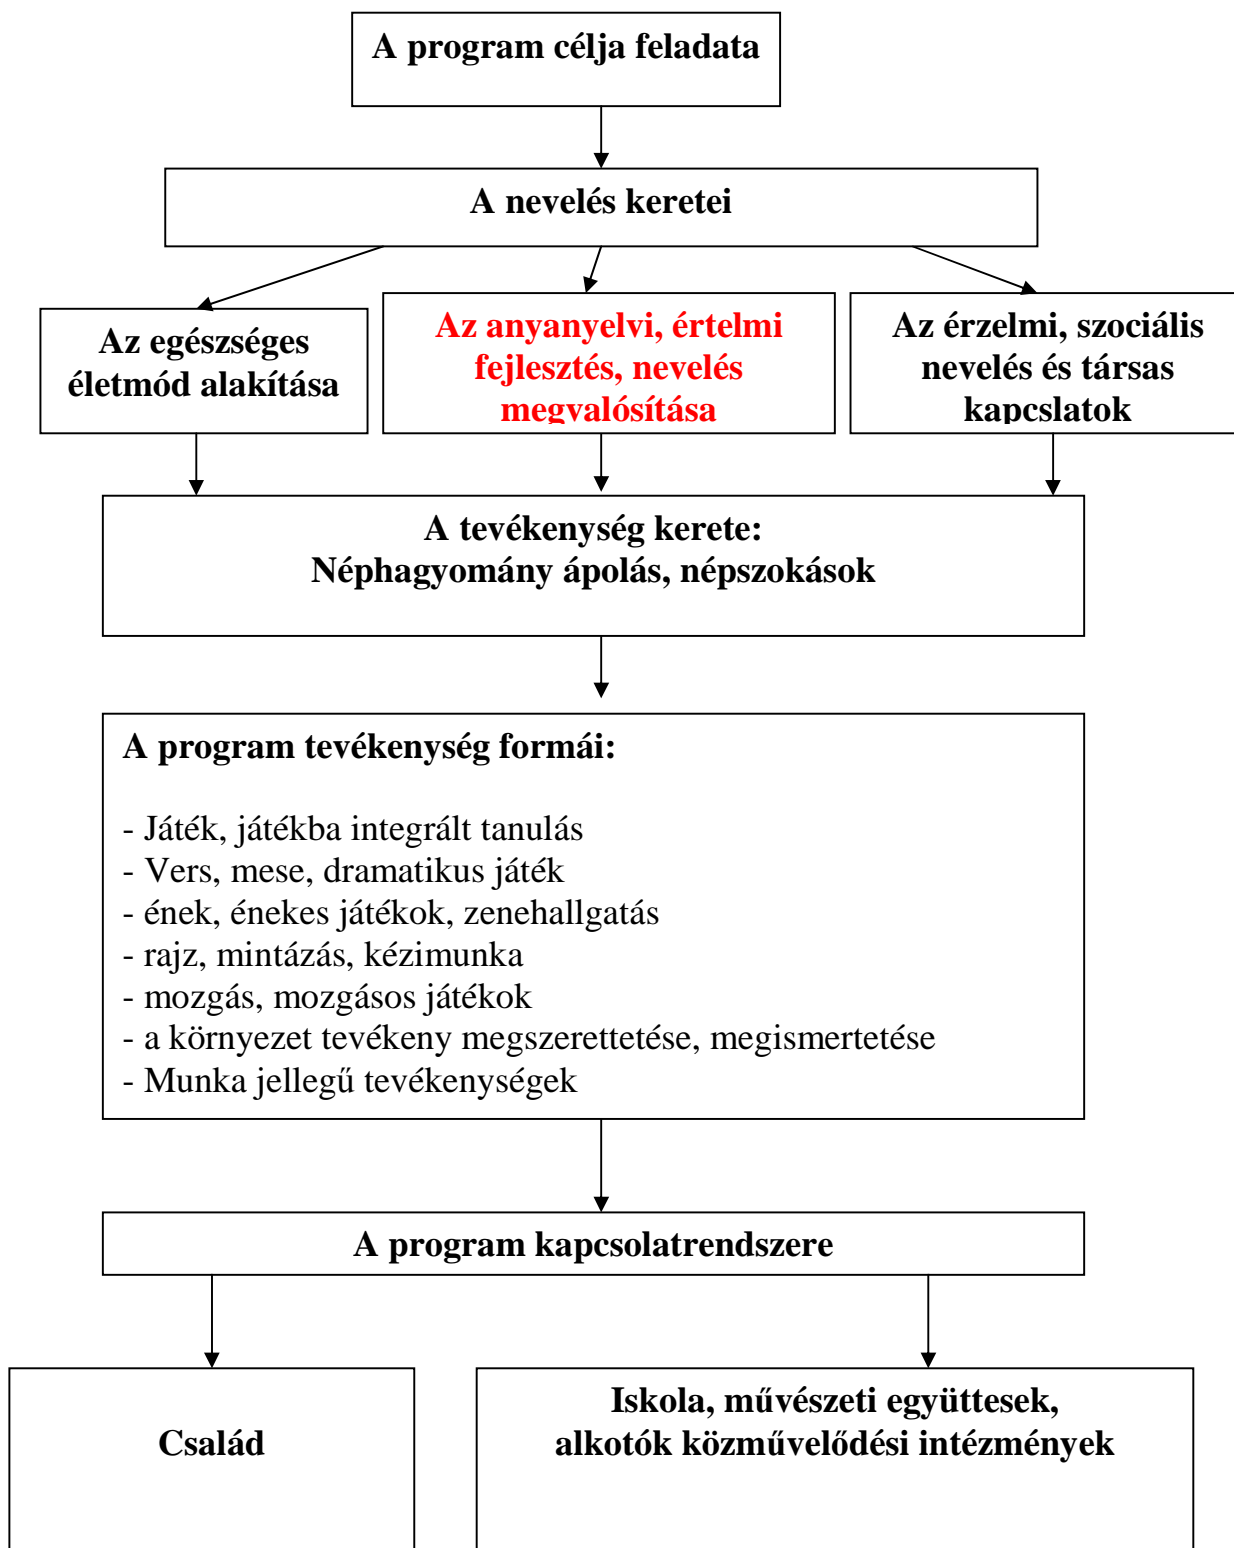 A program célja feladata
A nevelés keretei
Az egészséges
életmód alakítása
Az anyanyelvi, értelmi
fejlesztés, nevelés
megvalósítása
Az érzelmi, szociális
nevelés és társas
kapcslatok
A tevékenység kerete:
Néphagyomány ápolás, népszokások
A program tevékenység formái:
- Játék, játékba integrált tanulás
- Vers, mese, dramatikus játék
- ének, énekes játékok, zenehallgatás
- rajz, mintázás, kézimunka
- mozgás, mozgásos játékok
- a környezet tevékeny megszerettetése, megismertetése
- Munka jellegű tevékenységek
A program kapcsolatrendszere
Család
Iskola, művészeti együttesek,
alkotók közművelődési intézmények